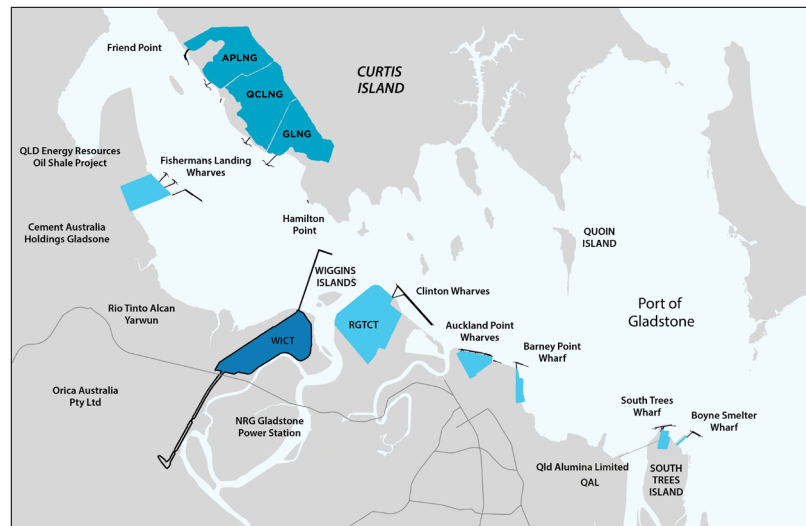 Friend Point
APLNG
QCLNG
GLNG
CURTIS
ISLAND
QLD Energy Resources
Oil Shale Project
Fishermans Landing
Wharves
Cement Australia
Holdings Gladsone
Hamilton
Point
QUOIN
ISLAND
WIGGINS
ISLANDS
Clinton Wharves
Rio Tinto Alcan
Yarwun
RGTCT
Port of
Gladstone
Auckland Point
Wharves
WICT
Barney Point
Wharf
Orica Australia
Pty Ltd
NRG Gladstone
Power Station
South Trees
Wharf
Boyne Smelter
Wharf
Qld Alumina Limited
QAL
SOUTH
TREES
ISLAND